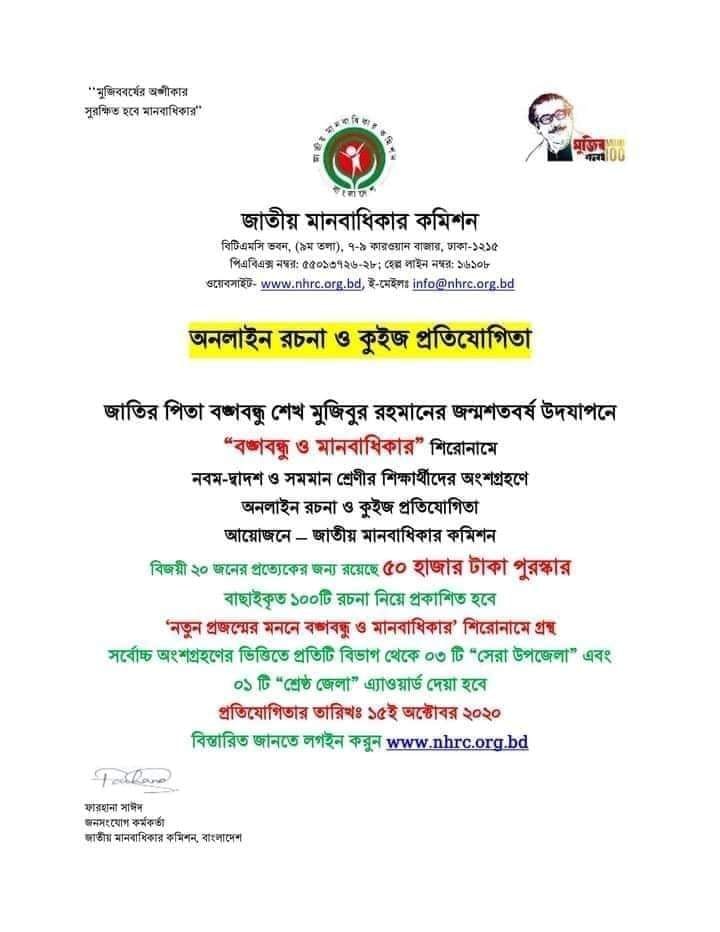 ‘‘মুজিববর্ষের অঙ্গীকার
সুরক্ষিত হবে মানবাধিকার’’
মুজিব
শতবর্ষ 100
জাতীয় মানবাধিকার কমিশন
বাংলাদেশ
জাতীয় মানবাধিকার কমিশন
বিটিএমসি ভবন, (৯ম তলা), ৭-৯ কারওয়ান বাজার, ঢাকা-১২১৫
পিএবিএক্স নম্বর: ৫৫০১৩৭২৬-২৮; হেল্প লাইন নম্বর: ১৬১০৮
ওয়েবসাইট- www.nhrc.org.bd, ই-মেইলঃ info@nhrc.org.bd
অনলাইন রচনা ও কুইজ প্রতিযোগিতা
জাতির পিতা বঙ্গবন্ধু শেখ মুজিবুর রহমানের জন্মশতবর্ষ উদযাপনে
“বঙ্গবন্ধু ও মানবাধিকার” শিরোনামে
নবম-দ্বাদশ ও সমমান শ্রেণীর শিক্ষার্থীদের অংশগ্রহণে
অনলাইন রচনা ও কুইজ প্রতিযোগিতা
আয়োজনে – জাতীয় মানবাধিকার কমিশন
বিজয়ী ২০ জনের প্রত্যেকের জন্য রয়েছে ৫০ হাজার টাকা পুরস্কার
বাছাইকৃত ১০০টি রচনা নিয়ে প্রকাশিত হবে
‘নতুন প্রজন্মের মননে বঙ্গবন্ধু ও মানবাধিকার’ শিরোনামে গ্রন্থ
সর্বোচ্চ অংশগ্রহণের ভিত্তিতে প্রতিটি বিভাগ থেকে ০৩ টি “সেরা উপজেলা” এবং
০১ টি “শ্রেষ্ঠ জেলা” এ্যাওয়ার্ড দেয়া হবে
প্রতিযোগিতার তারিখঃ ১৫ই অক্টোবর ২০২০
বিস্তারিত জানতে লগইন করুন www.nhrc.org.bd
ফারহানা সাঈদ
জনসংযোগ কর্মকর্তা
জাতীয় মানবাধিকার কমিশন, বাংলাদেশ